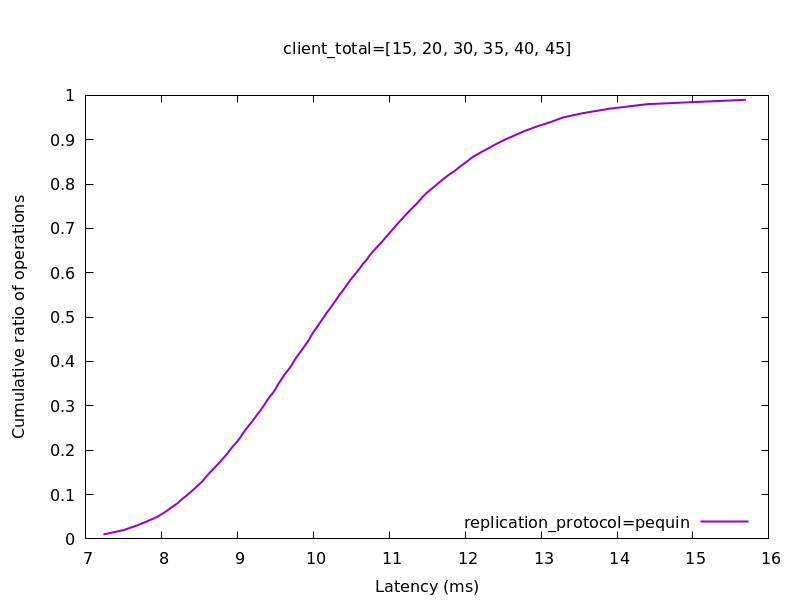 client_total=[15, 20, 30, 35, 40, 45]
1
0.9
0.8
0.7
0.6
0.5
0.4
0.3
0.2
0.1
0
Cumulative ratio of operations
replication_protocol=pequin
7 8 9 10 11 12 13 14 15 16
Latency (ms)